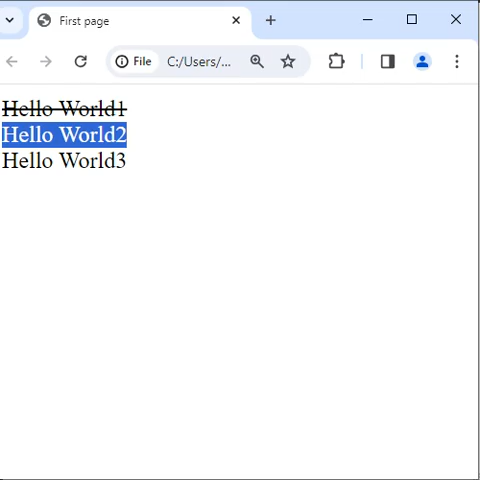 First page
File
C:/Users/...
Hello World1
Hello World2
Hello World3